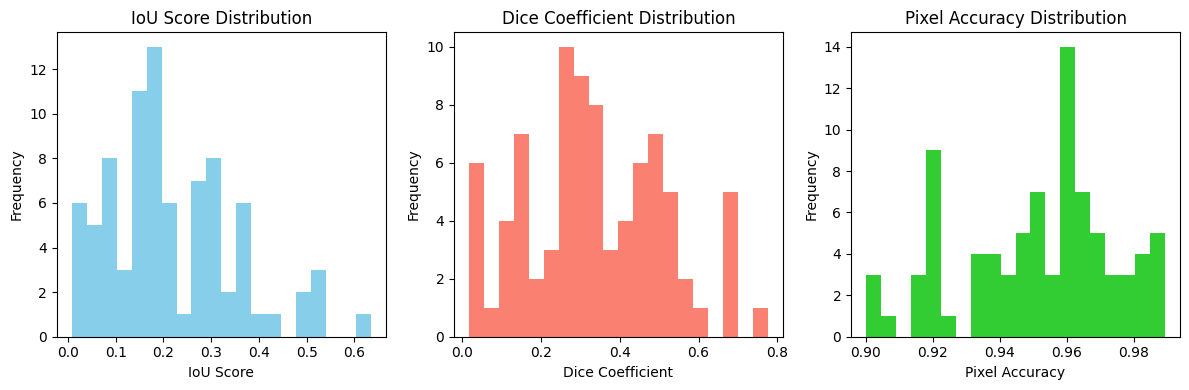 IoU Score Distribution
Frequency
12
10
8
6
4
2
0
0.0 0.1 0.2 0.3 0.4 0.5 0.6
IoU Score
Dice Coefficient Distribution
Frequency
10
8
6
4
2
0
0.0 0.2 0.4 0.6 0.8
Dice Coefficient
Pixel Accuracy Distribution
Frequency
14
12
10
8
6
4
2
0
0.90 0.92 0.94 0.96 0.98
Pixel Accuracy